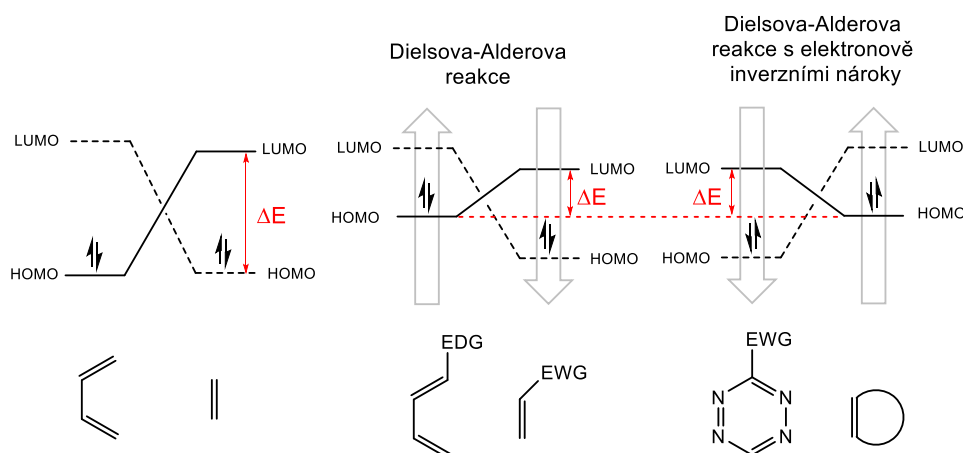 Dielsova-Alderova
reakce
Dielsova-Alderova
reakce s elektronově
inverzními nároky
LUMO
LUMO
ΔE
HOMO
HOMO
LUMO
LUMO
ΔE
HOMO
HOMO
LUMO
LUMO
ΔE
HOMO
HOMO
EDG
EWG
EWG
N
N
N
N